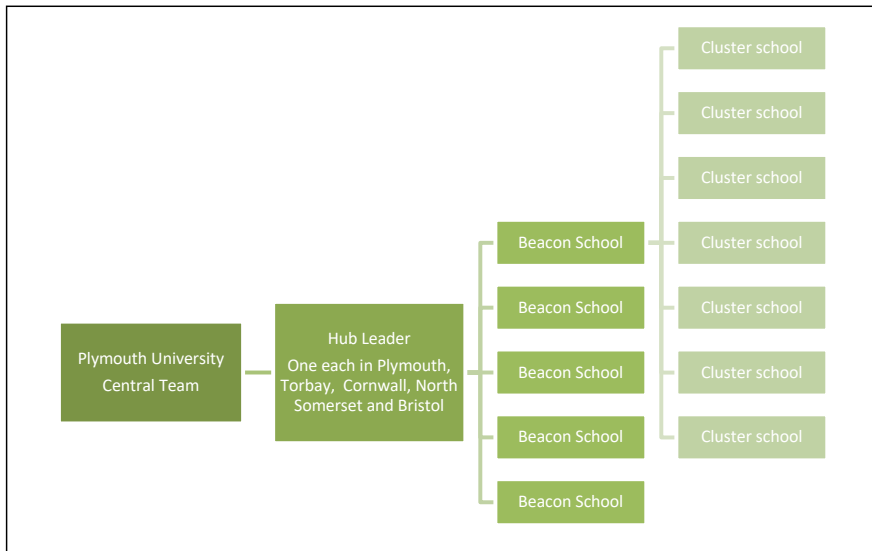 Plymouth University
Central Team
Hub Leader
One each in Plymouth,
Torbay,  Cornwall, North
Somerset and Bristol
Beacon School
Beacon School
Beacon School
Beacon School
Beacon School
Cluster school
Cluster school
Cluster school
Cluster school
Cluster school
Cluster school
Cluster school